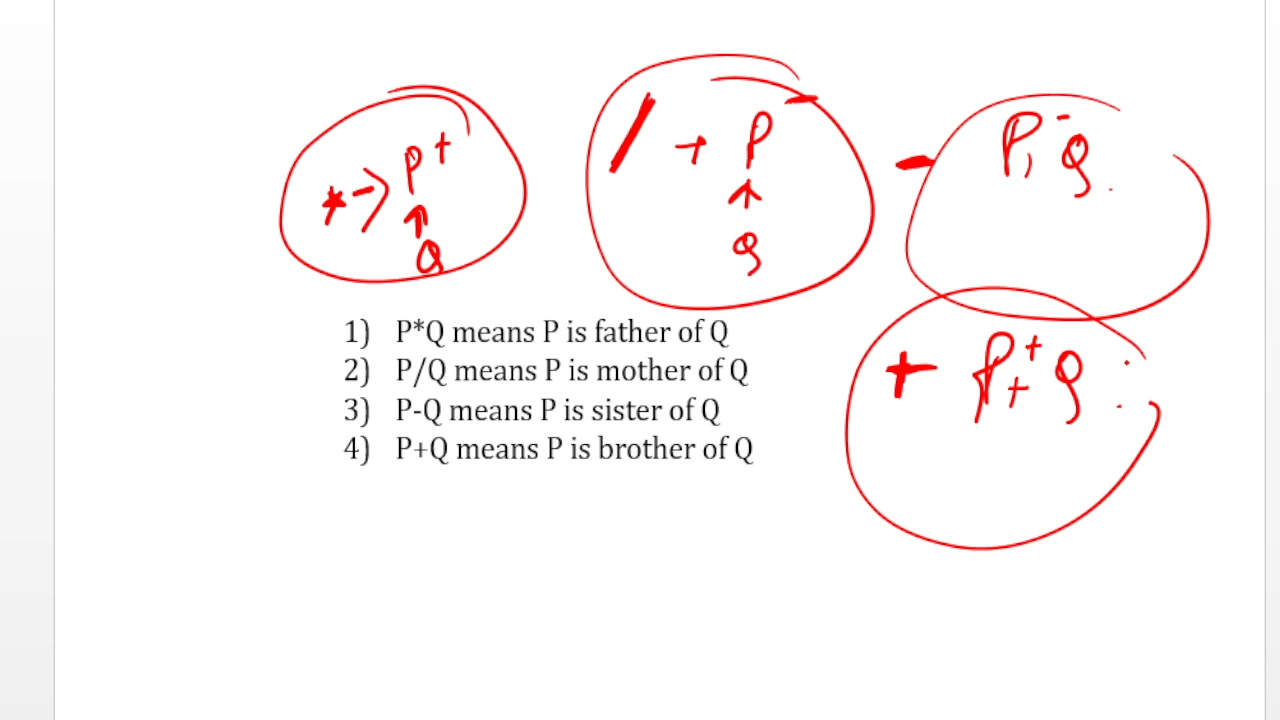 * -> P+
↑
Q
/ + P -
↑
Q
- P, - Q .
1) P*Q means P is father of Q
2) P/Q means P is mother of Q
3) P-Q means P is sister of Q
4) P+Q means P is brother of Q
+ P + + Q :